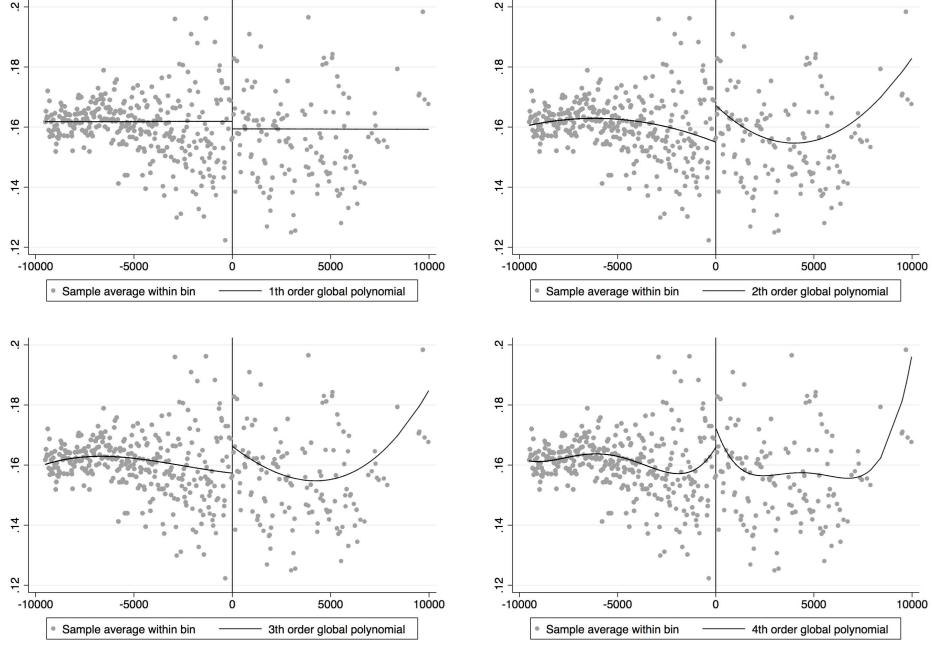 .2 .2
.18 .18
.16 .16
.14 .14
.12 .12
-10000 -5000 0 5000 10000 -10000 -5000 0 5000 10000
Sample average within bin 1th order global polynomial Sample average within bin 2th order global polynomial
.2 .2
.18 .18
.16 .16
.14 .14
.12 .12
-10000 -5000 0 5000 10000 -10000 -5000 0 5000 10000
Sample average within bin 3th order global polynomial Sample average within bin 4th order global polynomial